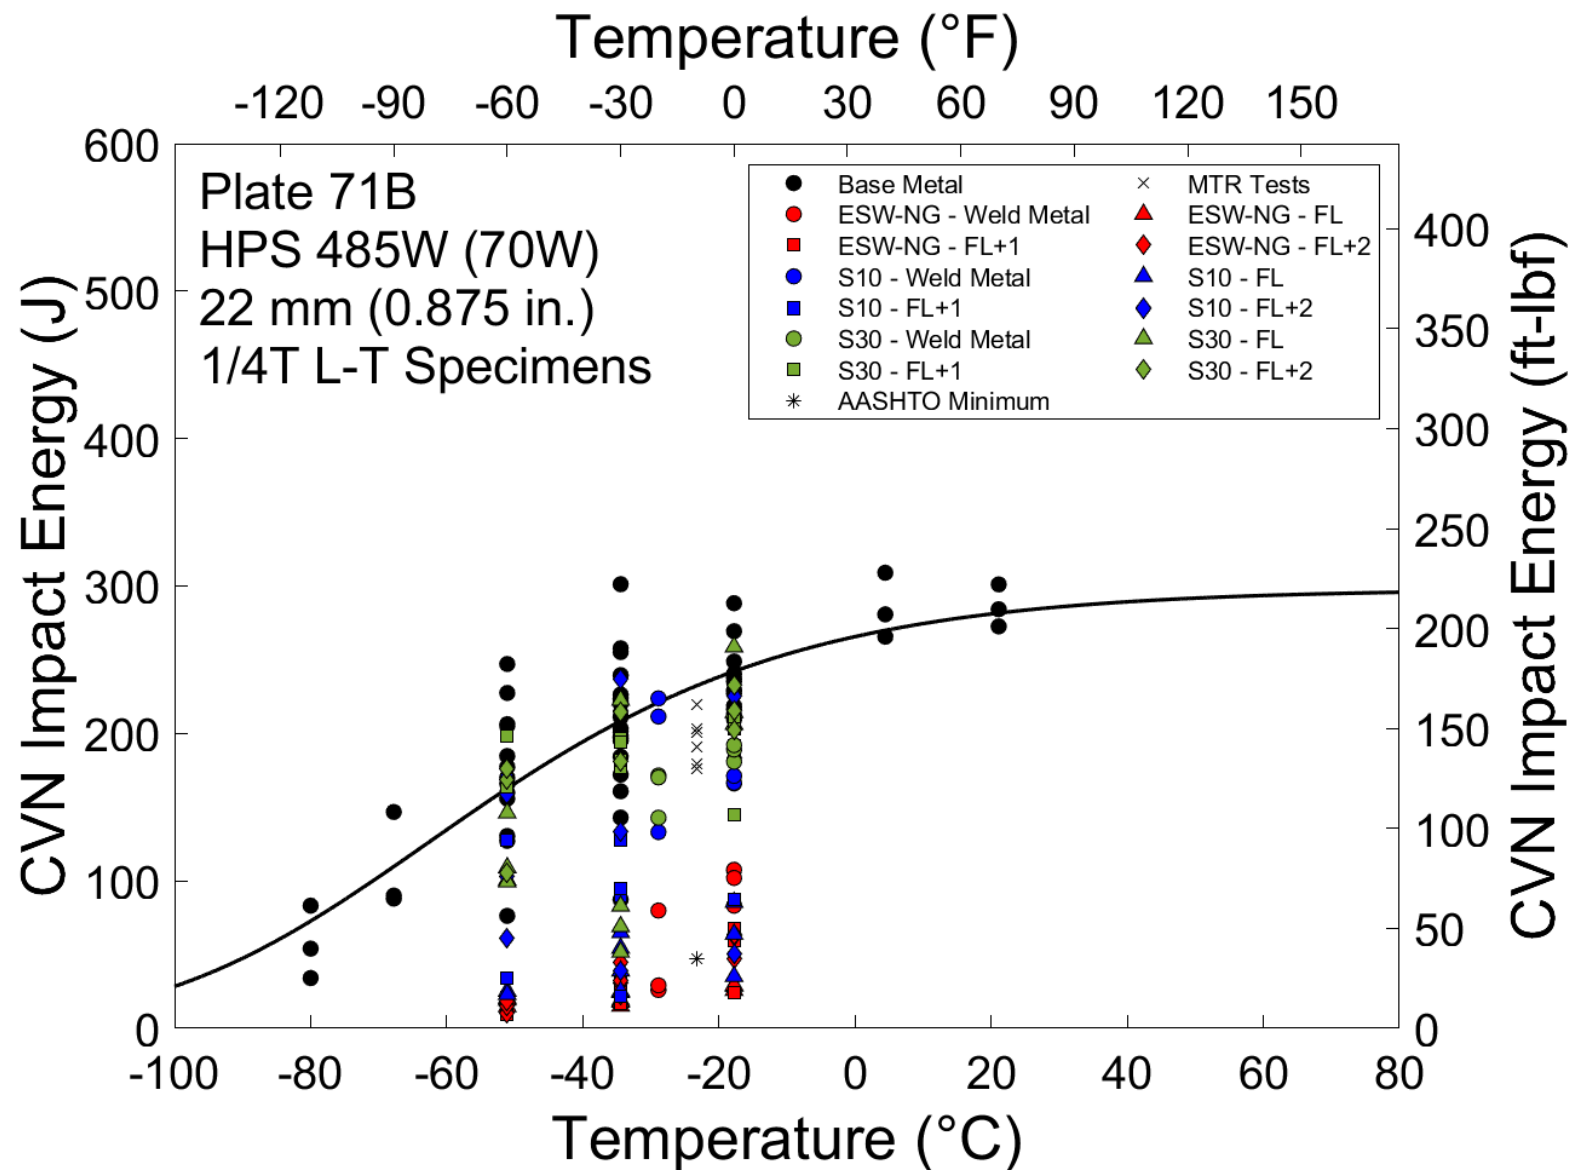 Temperature (°F)
-120 -90 -60 -30 0 30 60 90 120 150
600
500
400
300
200
100
0
CVN Impact Energy (J)
Plate 71B
HPS 485W (70W)
22 mm (0.875 in.)
1/4T L-T Specimens
Base Metal
ESW-NG - Weld Metal
ESW-NG - FL+1
S10 - Weld Metal
S10 - FL+1
S30 - Weld Metal
S30 - FL+1
AASHTO Minimum
MTR Tests
ESW-NG - FL
ESW-NG - FL+2
S10 - FL
S10 - FL+2
S30 - FL
S30 - FL+2
400
350
300
250
200
150
100
50
0
CVN Impact Energy (ft-lbf)
-100 -80 -60 -40 -20 0 20 40 60 80
Temperature (°C)